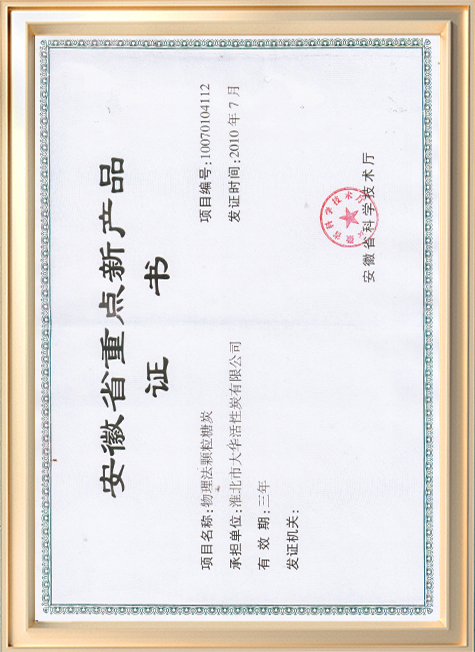 安徽省重点新产品
证书
项目名称:物理法颗粒糖炭
项目编号:10070104112
承担单位:淮北市大华活性炭有限公司
发证时间:2010年7月
有效期:三年
发证机关:
安徽省科学技术厅